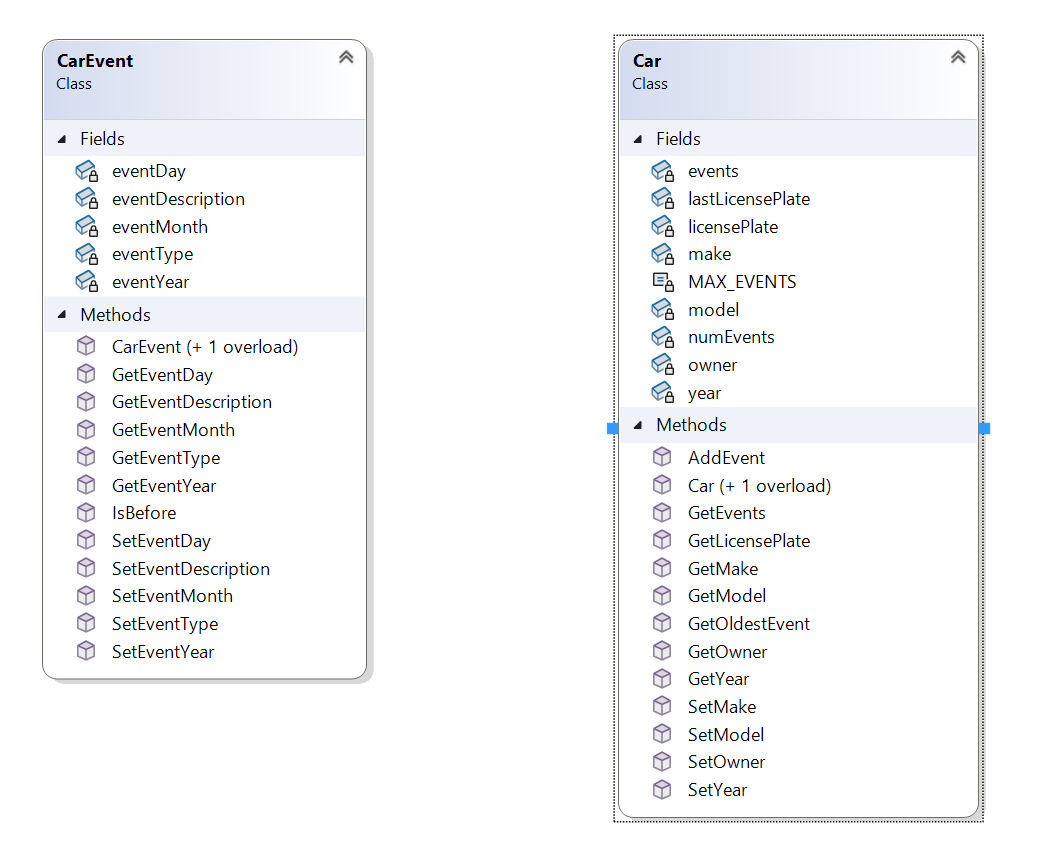 CarEvent
Class
Fields
eventDay
eventDescription
eventMonth
eventType
eventYear
Methods
CarEvent (+ 1 overload)
GetEventDay
GetEventDescription
GetEventMonth
GetEventType
GetEventYear
IsBefore
SetEventDay
SetEventDescription
SetEventMonth
SetEventType
SetEventYear
Car
Class
Fields
events
lastLicensePlate
licensePlate
make
MAX_EVENTS
model
numEvents
owner
year
Methods
AddEvent
Car (+ 1 overload)
GetEvents
GetLicensePlate
GetMake
GetModel
GetOldestEvent
GetOwner
GetYear
SetMake
SetModel
SetOwner
SetYear